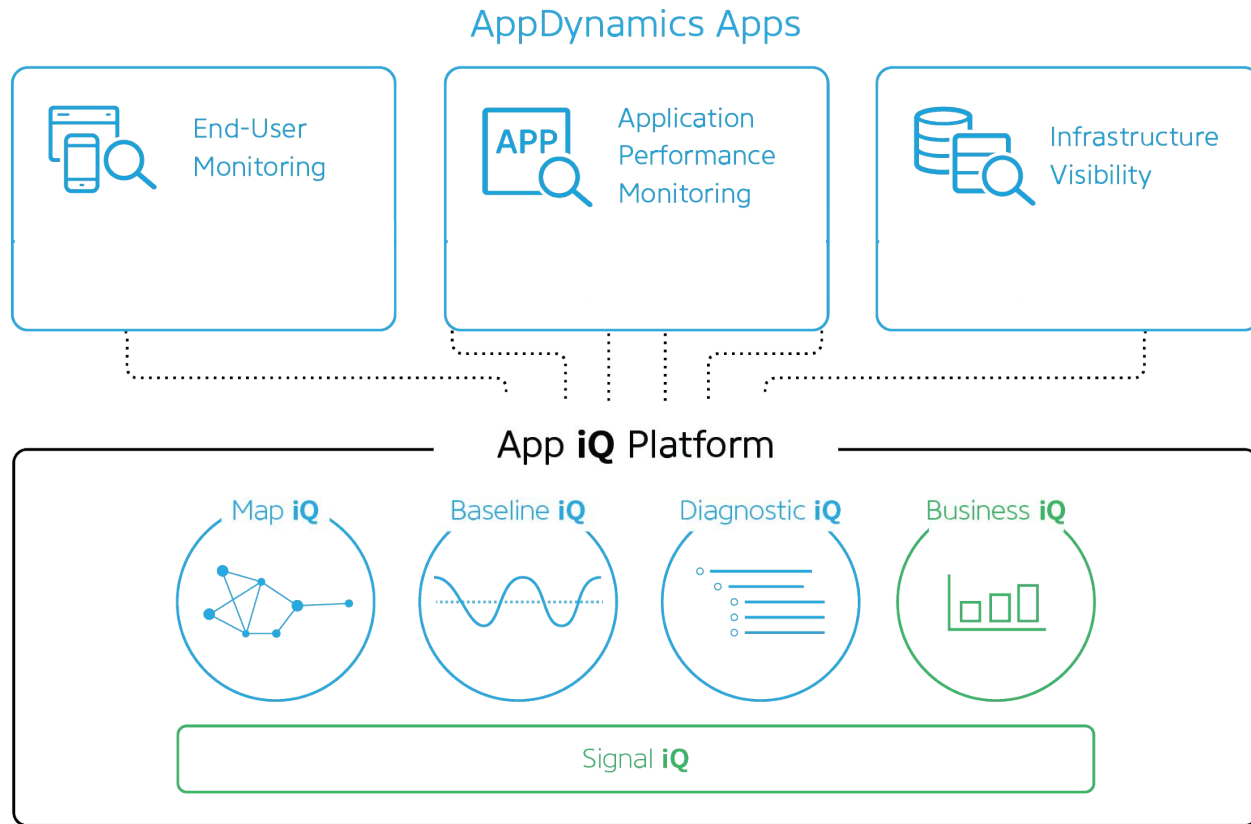 AppDynamics Apps
End-User
Monitoring
APP
Application
Performance
Monitoring
Infrastructure
Visibility
App iQ Platform
Map iQ
Baseline iQ
Diagnostic iQ
Business iQ
Signal iQ